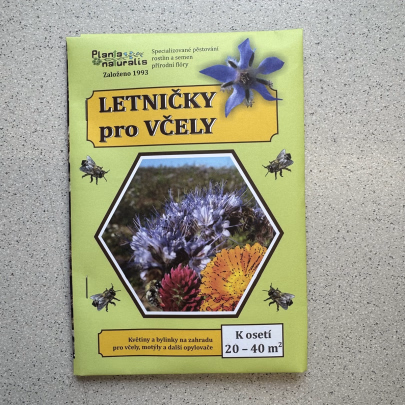 Planta
naturalis
Založeno 1993
Specializované pěstování
rostlin a semen
přírodní flóry
LETNIČKY
pro VČELY
Květiny a bylinky na zahradu
pro včely, motýly a další opylovače
K osetí
20 – 40 m²